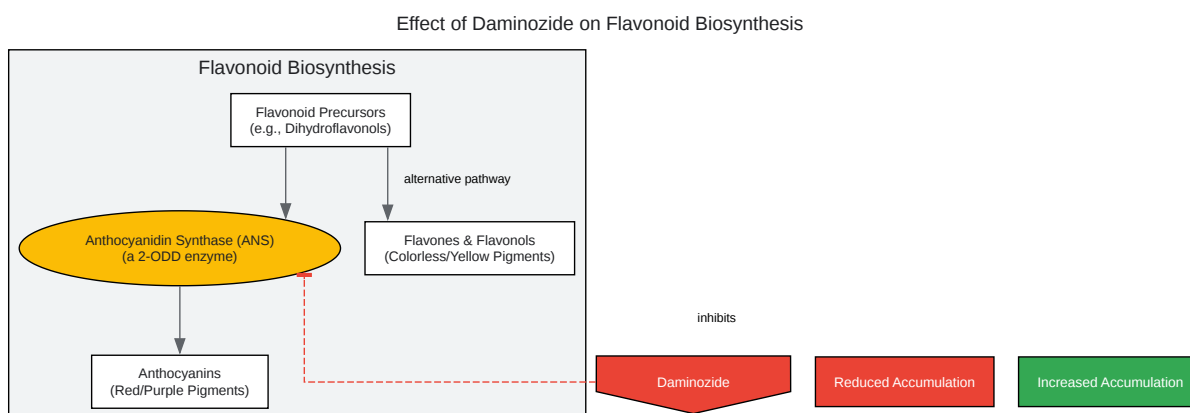 Effect of Daminozide on Flavonoid Biosynthesis
Flavonoid Biosynthesis
Flavonoid Precursors
(e.g., Dihydroflavonols)
alternative pathway
Anthocyanidin Synthase (ANS)
(a 2-ODD enzyme)
Flavones & Flavonols
(Colorless/Yellow Pigments)
inhibits
Anthocyanins
(Red/Purple Pigments)
Daminozide
Reduced Accumulation
Increased Accumulation